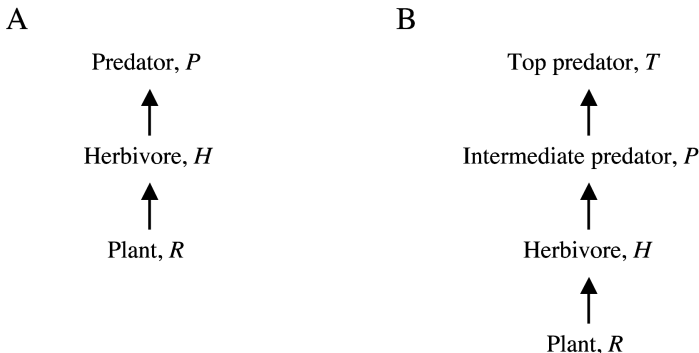 A
Predator, P
Herbivore, H
Plant, R
B
Top predator, T
Intermediate predator, P
Herbivore, H
Plant, R